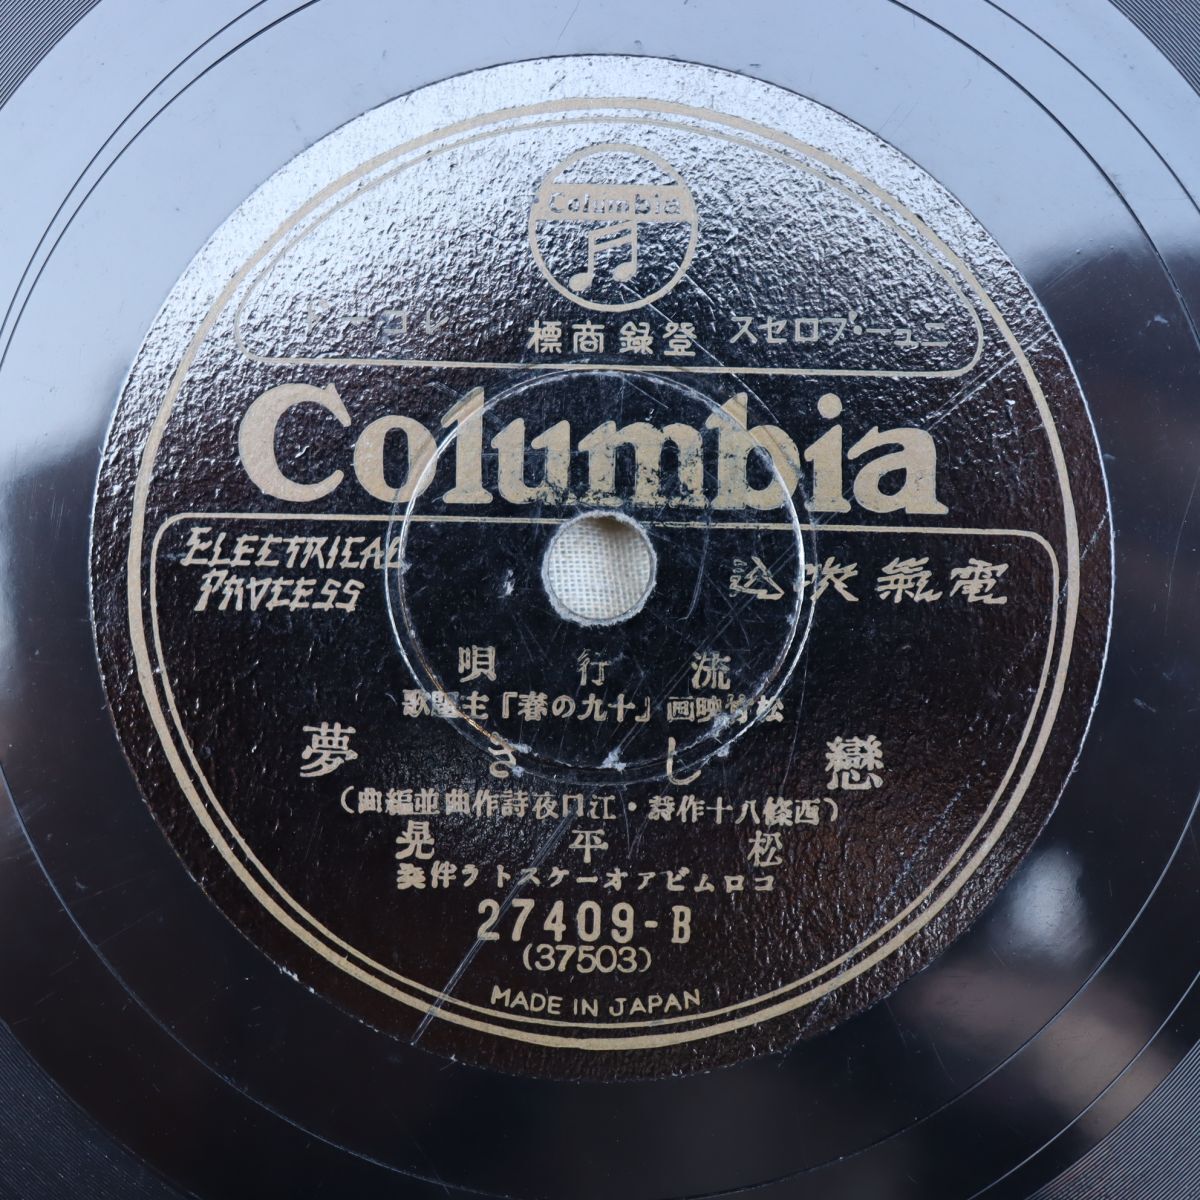 Columbia
ニュー・プロセス 登録商標 レコード
Columbia
ELECTRICAL
PROCESS
電氣吹込
流行唄
松竹映画『十九の春』主題歌
戀しき夢
(西條八十作詩・江口夜詩作曲並編曲)
松平晃
コロムビアオーケストラ伴奏
27409-B
(37503)
MADE IN JAPAN